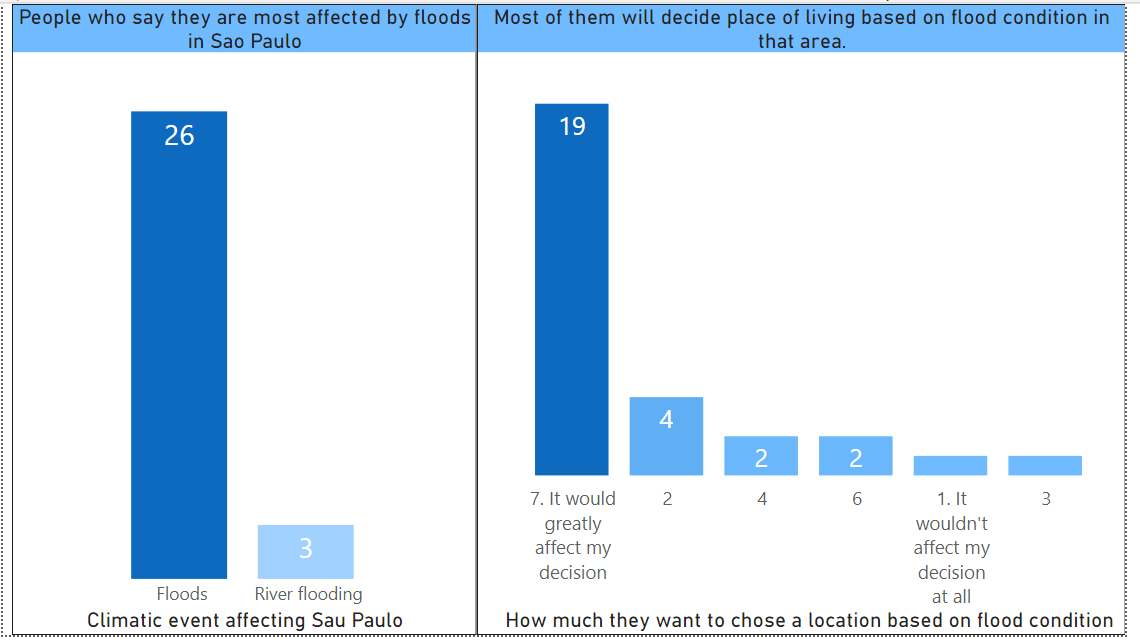 People who say they are most affected by floods
in Sao Paulo
26
3
Floods
River flooding
Climatic event affecting Sau Paulo
Most of them will decide place of living based on flood condition in
that area.
19
4
2
2
7. It would
greatly
affect my
decision
2
4
6
1. It
wouldn't
affect my
decision
at all
3
How much they want to chose a location based on flood condition